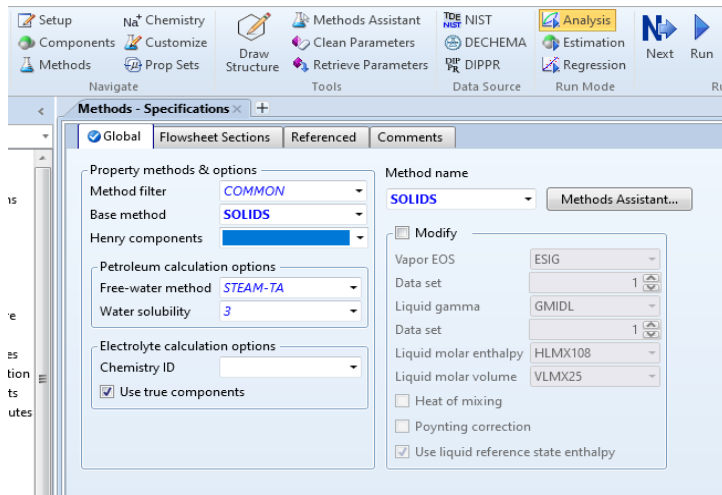 Setup
Components
Methods
Na+ Chemistry
Customize
Prop Sets
Navigate
Draw
Structure
Methods Assistant
Clean Parameters
Retrieve Parameters
Tools
TDE NIST
NIST
DECHEMA
DIPPR
Data Source
Analysis
Estimation
Regression
Run Mode
N
Next
Run
Ru
Methods - Specifications
Global
Flowsheet Sections
Referenced
Comments
Property methods & options
Method filter COMMON
Base method SOLIDS
Henry components
Petroleum calculation options
Free-water method STEAM-TA
Water solubility 3
Electrolyte calculation options
Chemistry ID
Use true components
Method name
SOLIDS
Methods Assistant...
Modify
Vapor EOS ESIG
Data set 1
Liquid gamma GMIDL
Data set 1
Liquid molar enthalpy HLMX108
Liquid molar volume VLMX25
Heat of mixing
Poynting correction
Use liquid reference state enthalpy
ns
re
es
tion
ts
utes